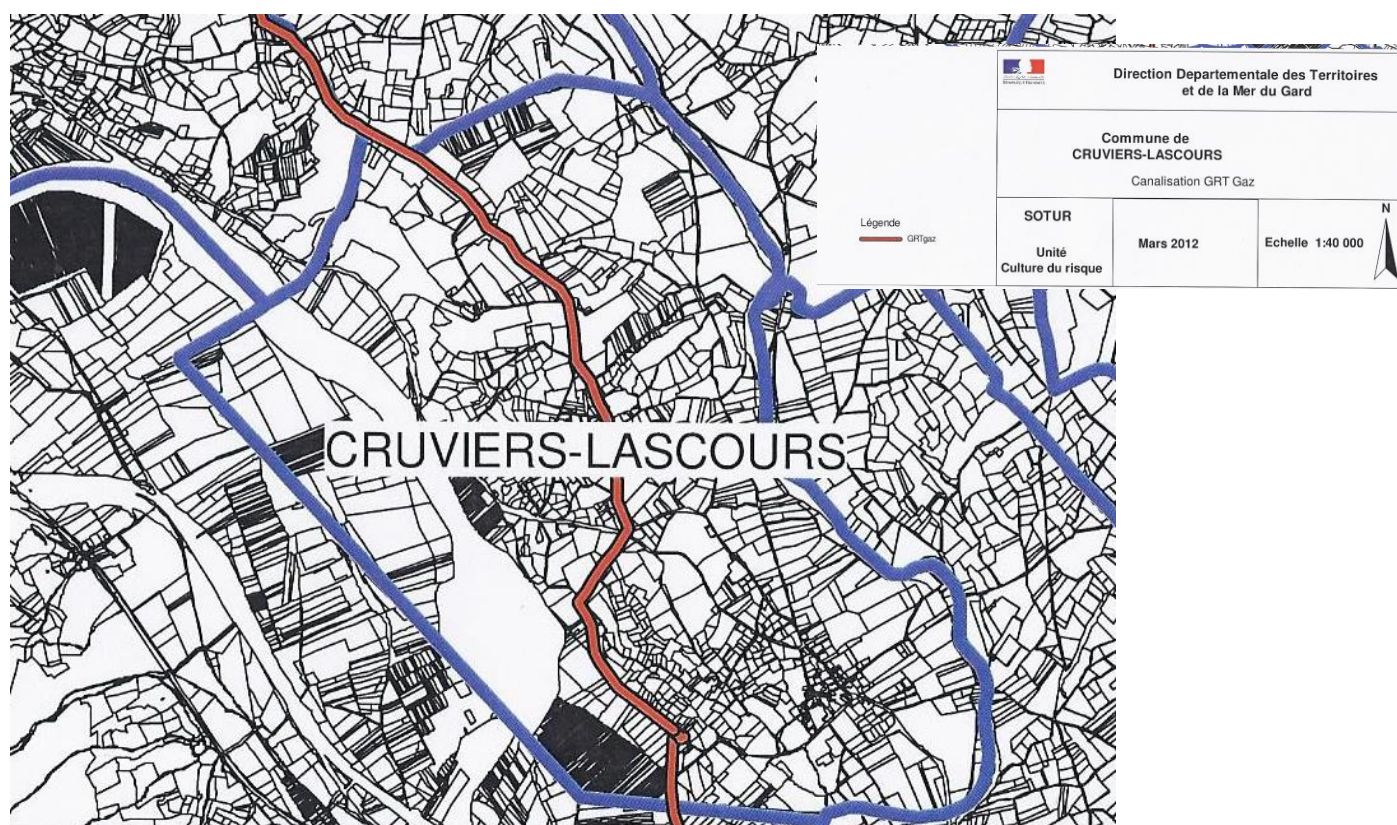 Direction Departementale des Territoires
et de la Mer du Gard
Commune de
CRUVIERS-LASCOURS
Canalisation GRT Gaz
Légende
GRTgaz
SOTUR
Unité
Culture du risque
Mars 2012
Echelle 1:40 000
N
CRUVIERS-LASCOURS